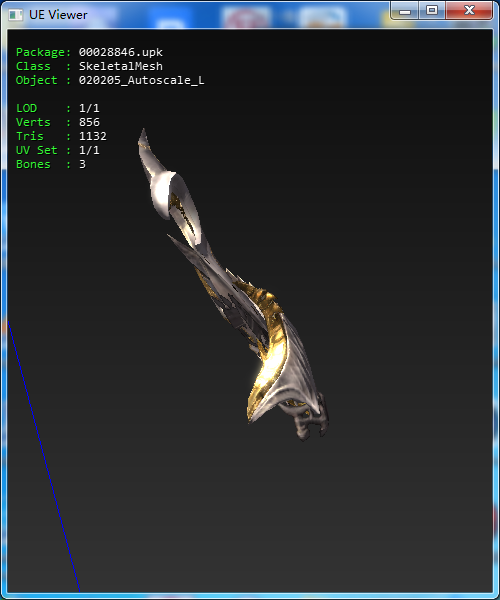 UE Viewer
Package: 00028846.upk
Class : SkeletalMesh
Object : 020205_Autoscale_L
LOD : 1/1
Verts : 856
Tris : 1132
UV Set : 1/1
Bones : 3